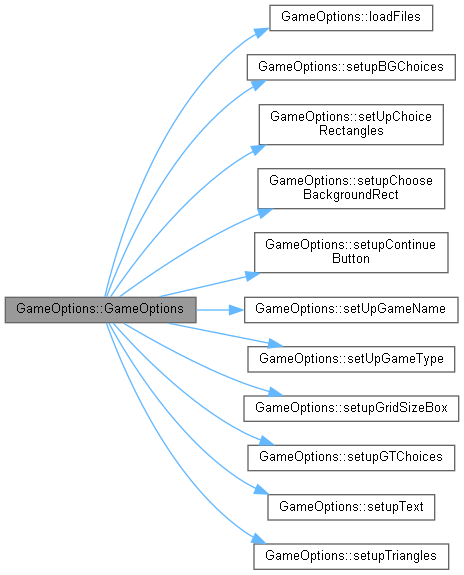 GameOptions::loadFiles
GameOptions::setupBGChoices
GameOptions::setUpChoice
Rectangles
GameOptions::setupChoose
BackgroundRect
GameOptions::setupContinue
Button
GameOptions::GameOptions
GameOptions::setUpGameName
GameOptions::setUpGameType
GameOptions::setupGridSizeBox
GameOptions::setupGTChoices
GameOptions::setupText
GameOptions::setupTriangles